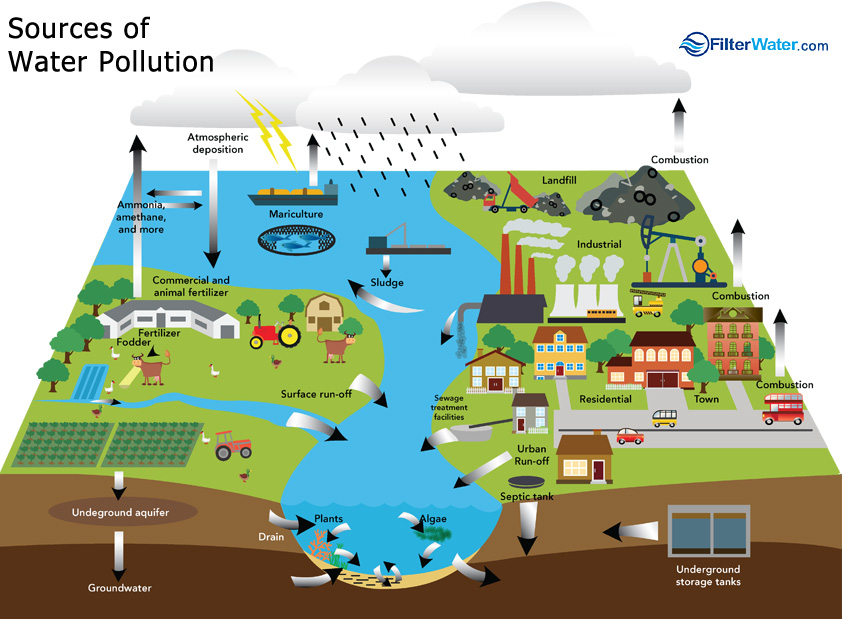 Sources of
Water Pollution
FilterWater.com
Atmospheric
deposition
Combustion
Landfill
Ammonia,
amethane,
and more
Mariculture
Industrial
Sludge
Commercial and
animal fertilizer
Combustion
Fertilizer
Fodder
Combustion
Surface run-off
Sewage
treatment
facilities
Residential
Town
Urban
Run-off
Septic tank
Undeground aquifer
Plants
Algae
Drain
Underground
storage tanks
Groundwater